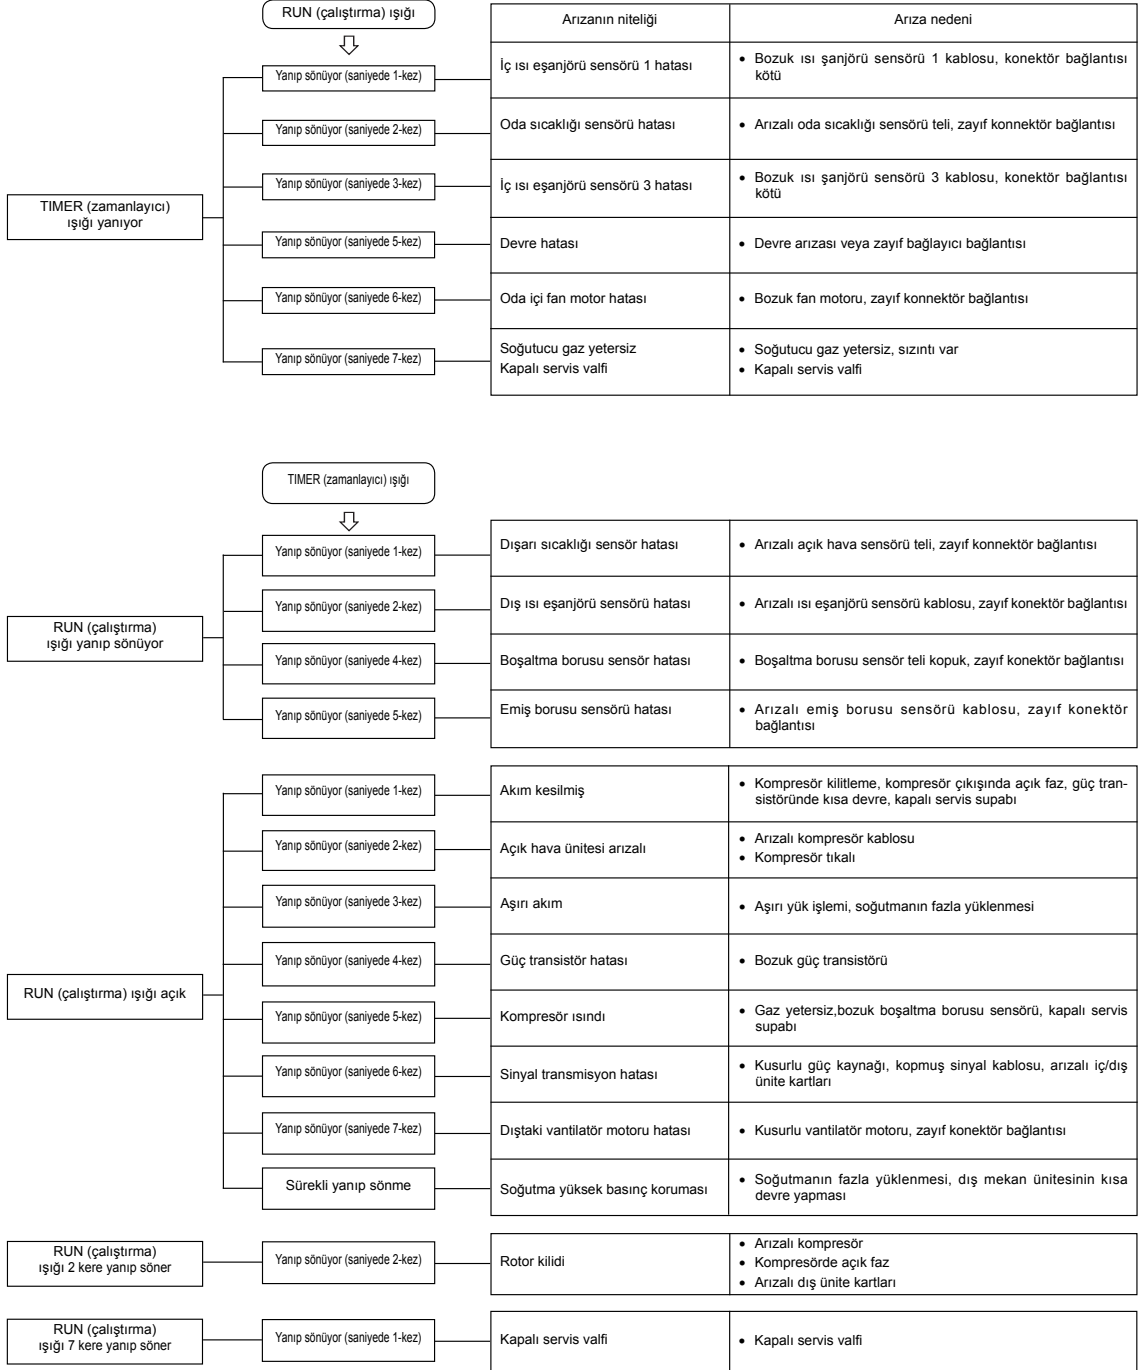 RUN (çalıştırma) ışığı
Arızanın niteliği
Arıza nedeni
TIMER (zamanlayıcı)
ışığı yanıyor
Yanıp sönüyor (saniyede 1-kez)
İç ısı eşanjörü sensörü 1 hatası
• Bozuk ısı şanjörü sensörü 1 kablosu, konektör bağlantısı
kötü
Yanıp sönüyor (saniyede 2-kez)
Oda sıcaklığı sensörü hatası
• Arızalı oda sıcaklığı sensörü teli, zayıf konnektör bağlantısı
Yanıp sönüyor (saniyede 3-kez)
İç ısı eşanjörü sensörü 3 hatası
• Bozuk ısı şanjörü sensörü 3 kablosu, konektör bağlantısı
kötü
Yanıp sönüyor (saniyede 5-kez)
Devre hatası
• Devre arızası veya zayıf bağlayıcı bağlantısı
Yanıp sönüyor (saniyede 6-kez)
Oda içi fan motor hatası
• Bozuk fan motoru, zayıf konnektör bağlantısı
Yanıp sönüyor (saniyede 7-kez)
Soğutucu gaz yetersiz
Kapalı servis valfi
• Soğutucu gaz yetersiz, sızıntı var
• Kapalı servis valfi
TIMER (zamanlayıcı) ışığı
RUN (çalıştırma)
ışığı yanıp sönüyor
Yanıp sönüyor (saniyede 1-kez)
Dışarı sıcaklığı sensör hatası
• Arızalı açık hava sensörü teli, zayıf konnektör bağlantısı
Yanıp sönüyor (saniyede 2-kez)
Dış ısı eşanjörü sensörü hatası
• Arızalı ısı eşanjörü sensörü kablosu, zayıf konektör bağlantısı
Yanıp sönüyor (saniyede 4-kez)
Boşaltma borusu sensör hatası
• Boşaltma borusu sensör teli kopuk, zayıf konektör bağlantısı
Yanıp sönüyor (saniyede 5-kez)
Emiş borusu sensörü hatası
• Arızalı emiş borusu sensörü kablosu, zayıf konektör
bağlantısı
RUN (çalıştırma) ışığı açık
Yanıp sönüyor (saniyede 1-kez)
Akım kesilmiş
• Kompresör kilitleme, kompresör çıkışında açık faz, güç tran-
sistöründe kısa devre, kapalı servis supabı
Yanıp sönüyor (saniyede 2-kez)
Açık hava ünitesi arızalı
• Arızalı kompresör kablosu
• Kompresör tıkalı
Yanıp sönüyor (saniyede 3-kez)
Aşırı akım
• Aşırı yük işlemi, soğutmanın fazla yüklenmesi
Yanıp sönüyor (saniyede 4-kez)
Güç transistör hatası
• Bozuk güç transistörü
Yanıp sönüyor (saniyede 5-kez)
Kompresör ısındı
• Gaz yetersiz,bozuk boşaltma borusu sensörü, kapalı servis
supabı
Yanıp sönüyor (saniyede 6-kez)
Sinyal transmisyon hatası
• Kusurlu güç kaynağı, kopmuş sinyal kablosu, arızalı iç/dış
ünite kartları
Yanıp sönüyor (saniyede 7-kez)
Dıştaki vantilatör motoru hatası
• Kusurlu vantilatör motoru, zayıf konektör bağlantısı
Sürekli yanıp sönme
Soğutma yüksek basınç koruması
• Soğutmanın fazla yüklenmesi, dış mekan ünitesinin kısa
devre yapması
RUN (çalıştırma)
ışığı 2 kere yanıp söner
Yanıp sönüyor (saniyede 2-kez)
Rotor kilidi
• Arızalı kompresör
• Kompresörde açık faz
• Arızalı dış ünite kartları
RUN (çalıştırma)
ışığı 7 kere yanıp söner
Yanıp sönüyor (saniyede 1-kez)
Kapalı servis valfi
• Kapalı servis valfi